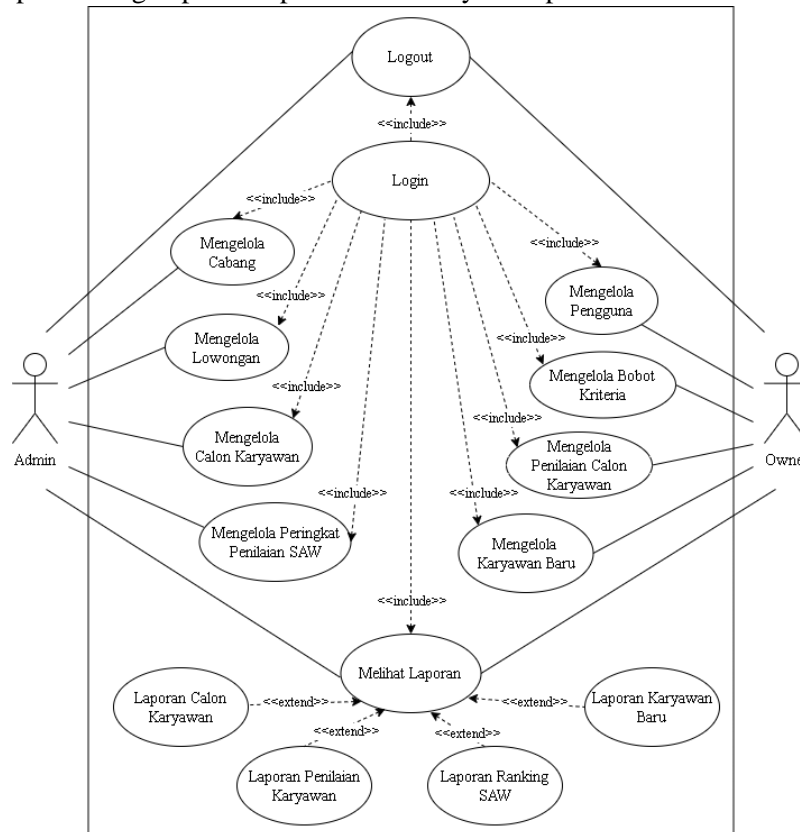 Logout
<<include>>
Login
<<include>>
Mengelola
Cabang
<<include>>
Mengelola
Pengguna
<<include>>
Mengelola
Lowongan
<<include>>
Mengelola Bobot
Kriteria
<<include>>
Mengelola
Calon Karyawan
<<include>>
Mengelola
Penilaian Calon
Karyawan
Admin
Owne
<<include>>
Mengelola Peringkat
Penilaian SAW
<<include>>
Mengelola
Karyawan Baru
<<include>>
Melihat Laporan
Laporan Calon
Karyawan
<<extend>>
<<extend>>
Laporan Karyawan
Baru
<<extend>>
<<extend>>
Laporan Penilaian
Karyawan
Laporan Ranking
SAW